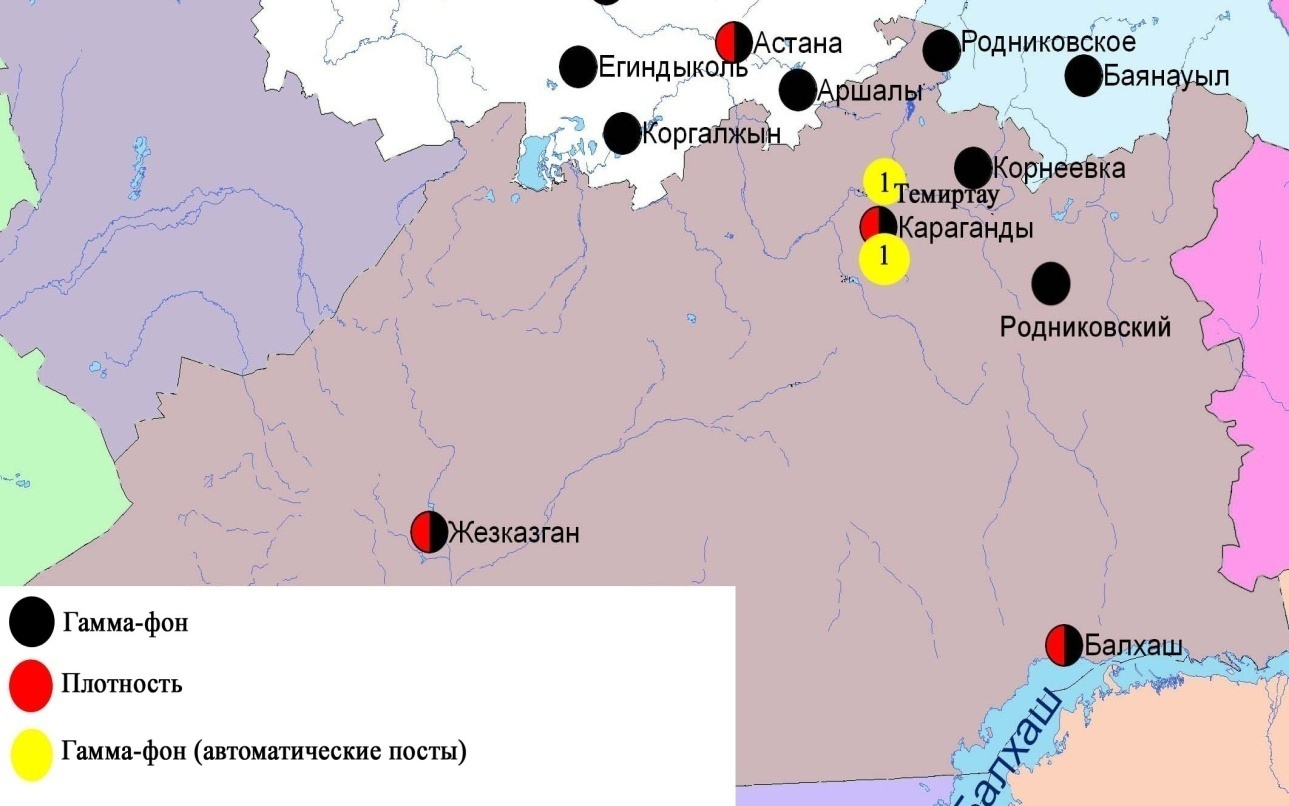 Астана
Родниковское
Егиндыколь
Баянауыл
Аршалы
Коргалжын
Корнеевка
1
Темиртау
Караганды
1
Родниковский
Жезказган
Гамма-фон
Балхаш
Плотность
Балхаш
Гамма-фон (автоматические посты)